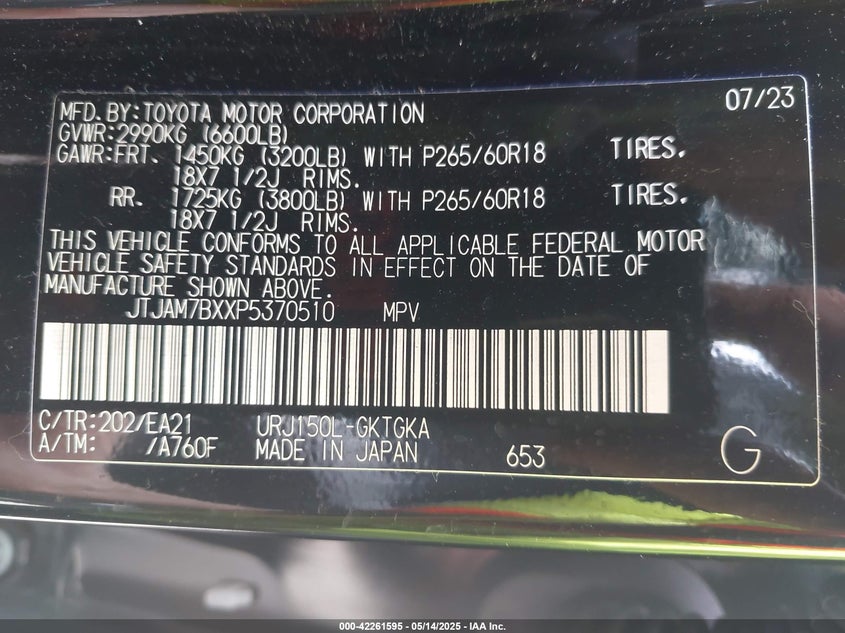 07/23
MFD.BY:TOYOTA MOTOR CORPORATION
GVWR:2990KG (6600LB)
GAWR:FRT. 1450KG (3200LB) WITH P265/60R18 TIRES.
18X7 1/2J RIMS.
RR. 1725KG (3800LB) WITH P265/60R18 TIRES.
18X7 1/2J RIMS.
THIS VEHICLE CONFORMS TO ALL APPLICABLE FEDERAL MOTOR
VEHICLE SAFETY STANDARDS IN EFFECT ON THE DATE OF
MANUFACTURE SHOWN ABOVE.
JTJAM7BXXP5370510 MPV
C/TR:202/EA21 URJ150L-GKTGKA
A/TM: /A760F MADE IN JAPAN 653 G
000-42261595 - 05/14/2025 - IAA Inc.